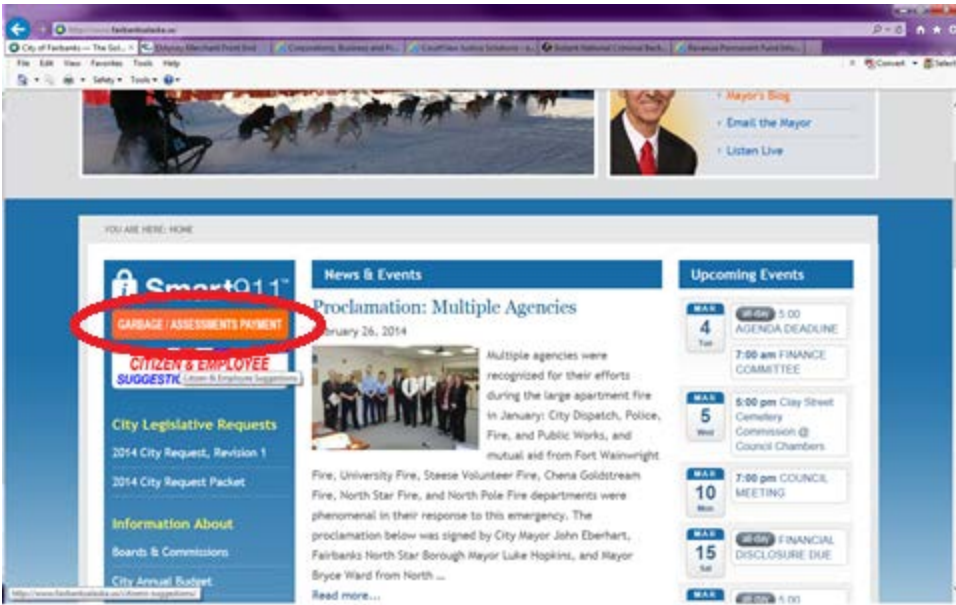 City of Fairbanks — The Gol...
File Edit View Favorites Tools Help
Convert
Select
Safety Tools
Mayor's Blog
Email the Mayor
Listen Live
YOU ARE HERE: HOME
Smart911
GARBAGE / ASSESSMENTS PAYMENT
CITIZEN & EMPLOYEE
SUGGESTI
Citizen & Employee Suggestions
City Legislative Requests
2014 City Request, Revision 1
2014 City Request Packet
Information About
Boards & Commissions
City Annual Budget
News & Events
Proclamation: Multiple Agencies
bruary 26, 2014
Multiple agencies were
recognized for their efforts
during the large apartment fire
in January: City Dispatch, Police,
Fire, and Public Works, and
mutual aid from Fort Wainwright
Fire, University Fire, Steese Volunteer Fire, Chena Goldstream
Fire, North Star Fire, and North Pole Fire departments were
phenomenal in their response to this emergency. The
proclamation below was signed by City Mayor John Eberhart,
Fairbanks North Star Borough Mayor Luke Hopkins, and Mayor
Bryce Ward from North ...
Read more...
Upcoming Events
MAR
4
Tue
all-day 5:00
AGENDA DEADLINE
7:00 am FINANCE
COMMITTEE
MAR
5
Wed
5:00 pm Clay Street
Cemetery
Commission @
Council Chambers
MAR
10
Mon
7:00 pm COUNCIL
MEETING
MAR
15
Sat
all-day FINANCIAL
DISCLOSURE DUE
MAR
all-day 5:00
http://www.fairbanksalaska.us/citizens-suggestions/